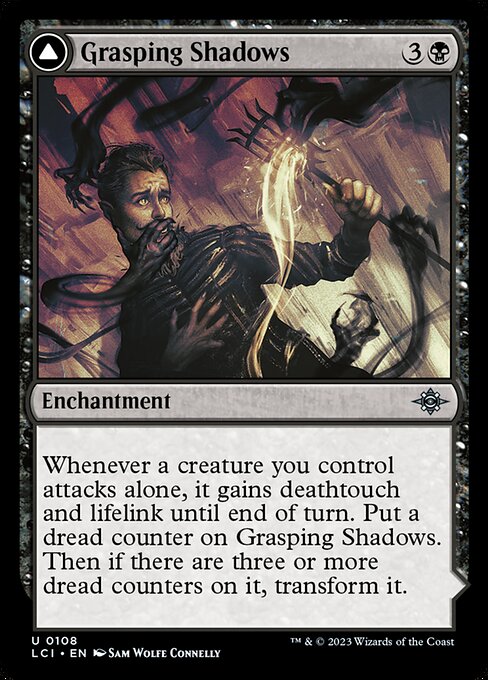 Grasping Shadows 3
Enchantment
Whenever a creature you control
attacks alone, it gains deathtouch
and lifelink until end of turn. Put a
dread counter on Grasping Shadows.
Then if there are three or more
dread counters on it, transform it.
U 0108
LCI • EN Sam Wolfe Connelly
™ & © 2023 Wizards of the Coast